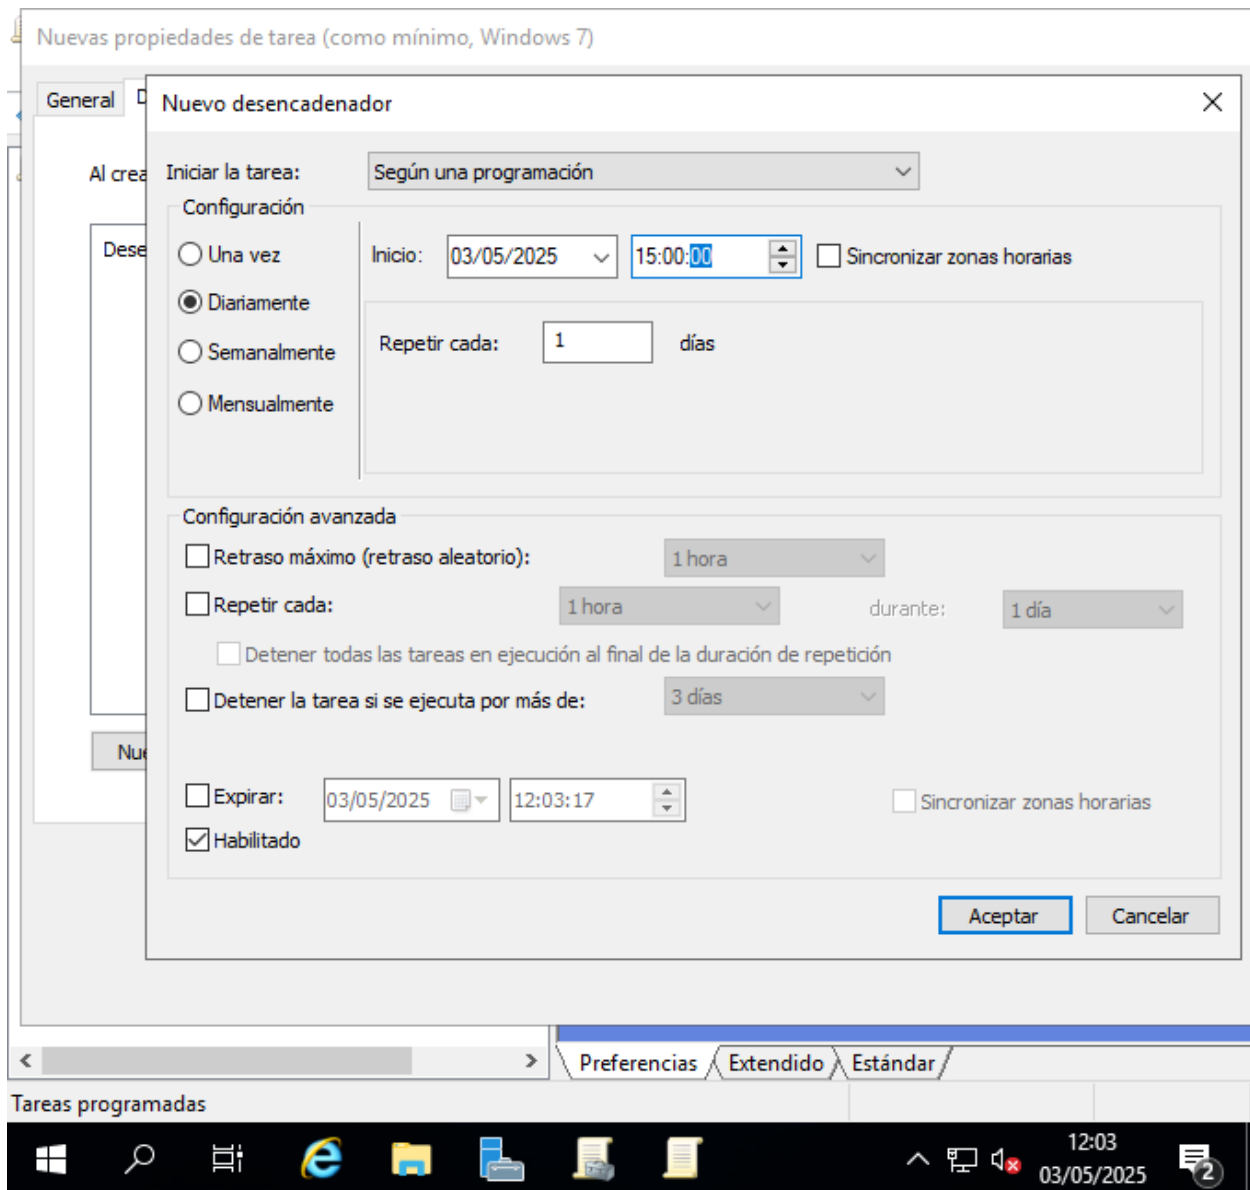 Nuevas propiedades de tarea (como mínimo, Windows 7)
General
Nuevo desencadenador
Al crea
Iniciar la tarea: Según una programación
Configuración
Dese
Una vez
Inicio: 03/05/2025 15:00:00 Sincronizar zonas horarias
Diariamente
Repetir cada: 1 días
Semanalmente
Mensualmente
Configuración avanzada
Retraso máximo (retraso aleatorio): 1 hora
Repetir cada: 1 hora durante: 1 día
Detener todas las tareas en ejecución al final de la duración de repetición
Detener la tarea si se ejecuta por más de: 3 días
Nue
Expirar: 03/05/2025 12:03:17 Sincronizar zonas horarias
Habilitado
Aceptar Cancelar
Preferencias Extendido Estándar
Tareas programadas
12:03
03/05/2025
2